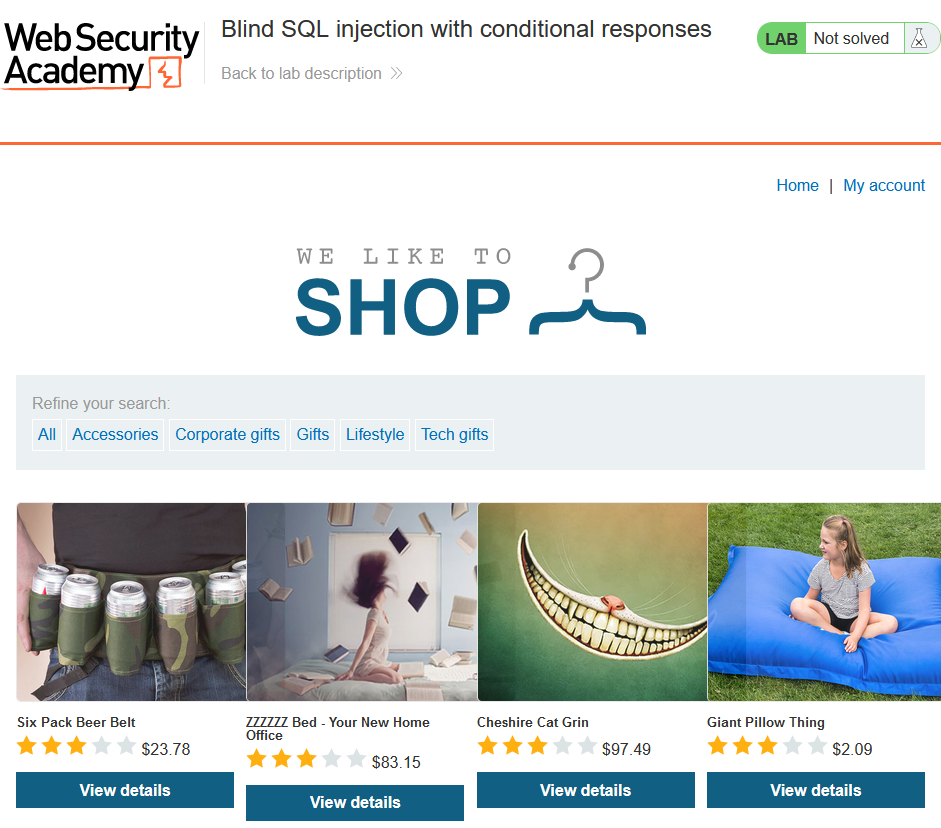 Web Security
Academy
Blind SQL injection with conditional responses
Back to lab description
LAB Not solved
Home | My account
WE LIKE TO
SHOP
Refine your search:
All Accessories Corporate gifts Gifts Lifestyle Tech gifts
Six Pack Beer Belt
$23.78
View details
ZZZZZZ Bed - Your New Home
Office
$83.15
View details
Cheshire Cat Grin
$97.49
View details
Giant Pillow Thing
$2.09
View details